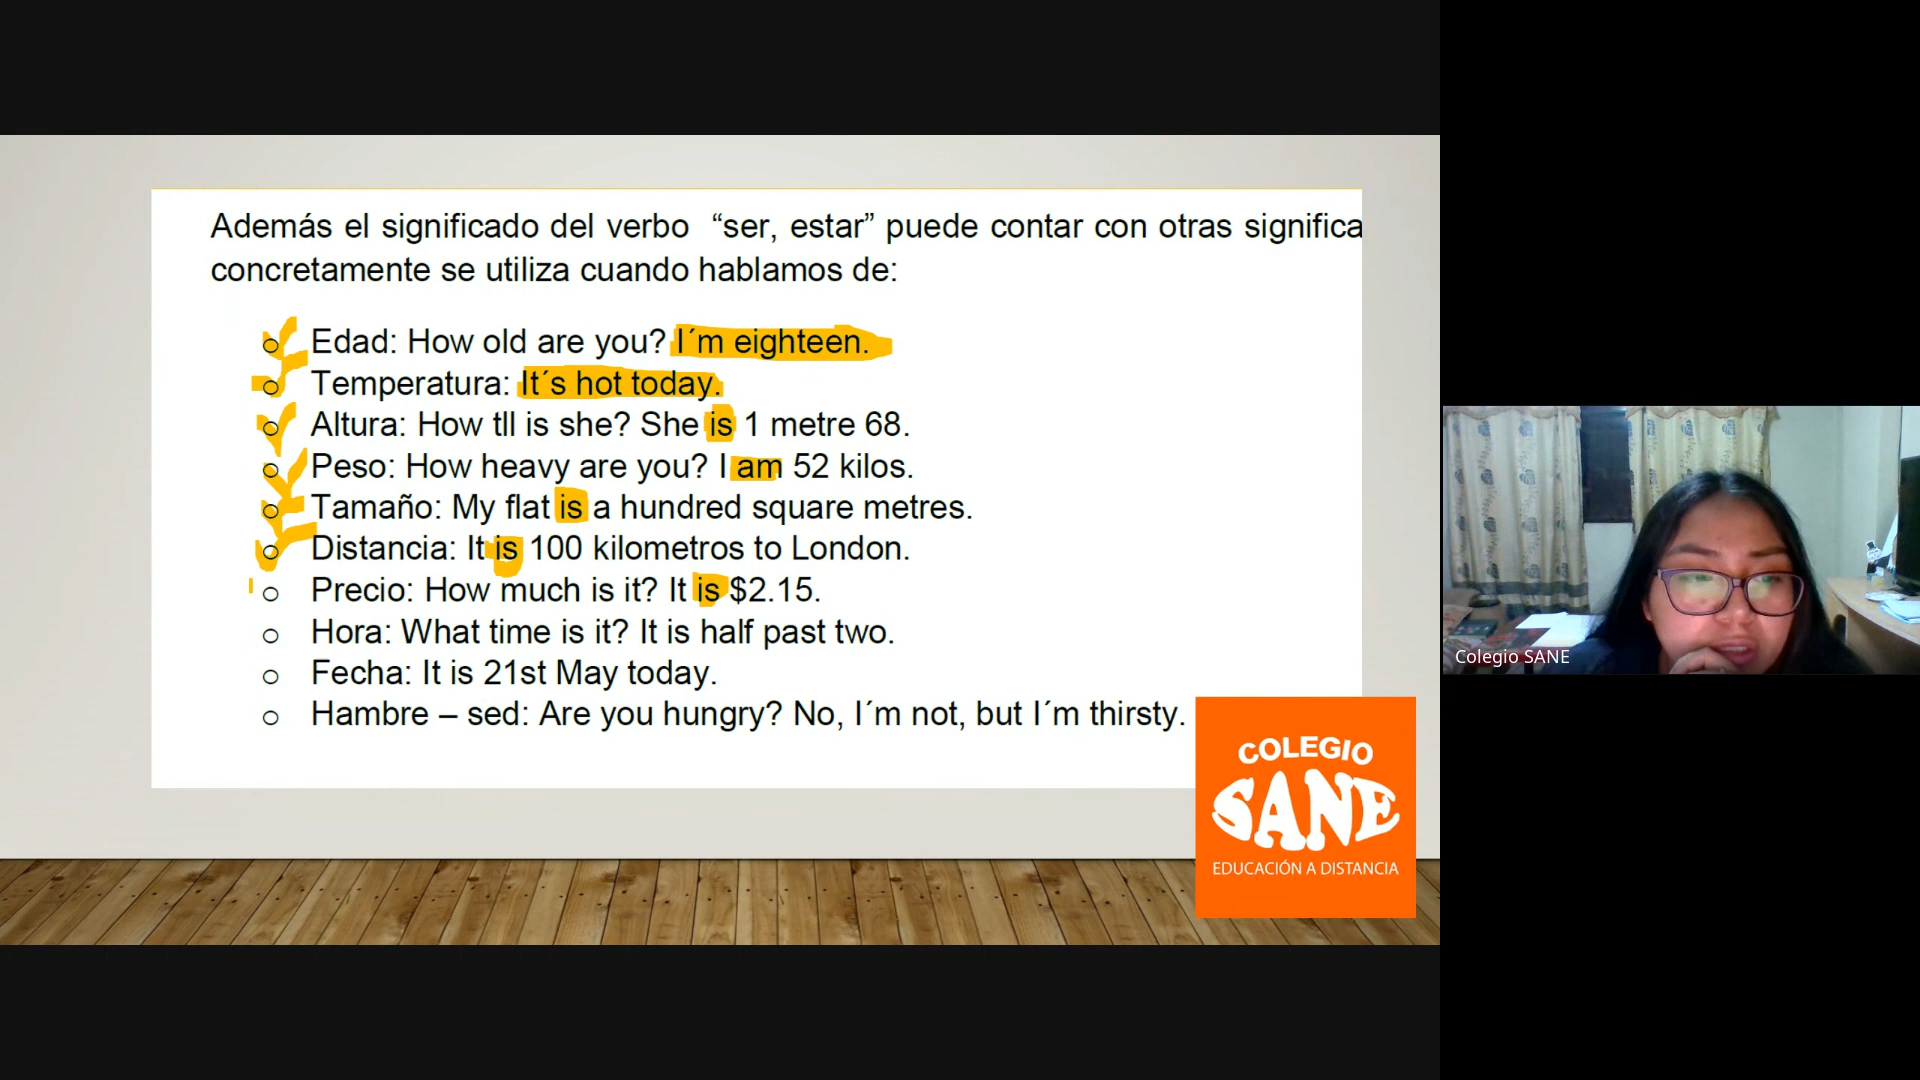 Además el significado del verbo “ser, estar” puede contar con otras significa
concretamente se utiliza cuando hablamos de:
o Edad: How old are you? I´m eighteen.
o Temperatura: It´s hot today.
o Altura: How tll is she? She is 1 metre 68.
o Peso: How heavy are you? I am 52 kilos.
o Tamaño: My flat is a hundred square metres.
o Distancia: It is 100 kilometros to London.
o Precio: How much is it? It is $2.15.
o Hora: What time is it? It is half past two.
o Fecha: It is 21st May today.
o Hambre – sed: Are you hungry? No, I´m not, but I´m thirsty.
COLEGIO
SANE
EDUCACIÓN A DISTANCIA
Colegio SANE